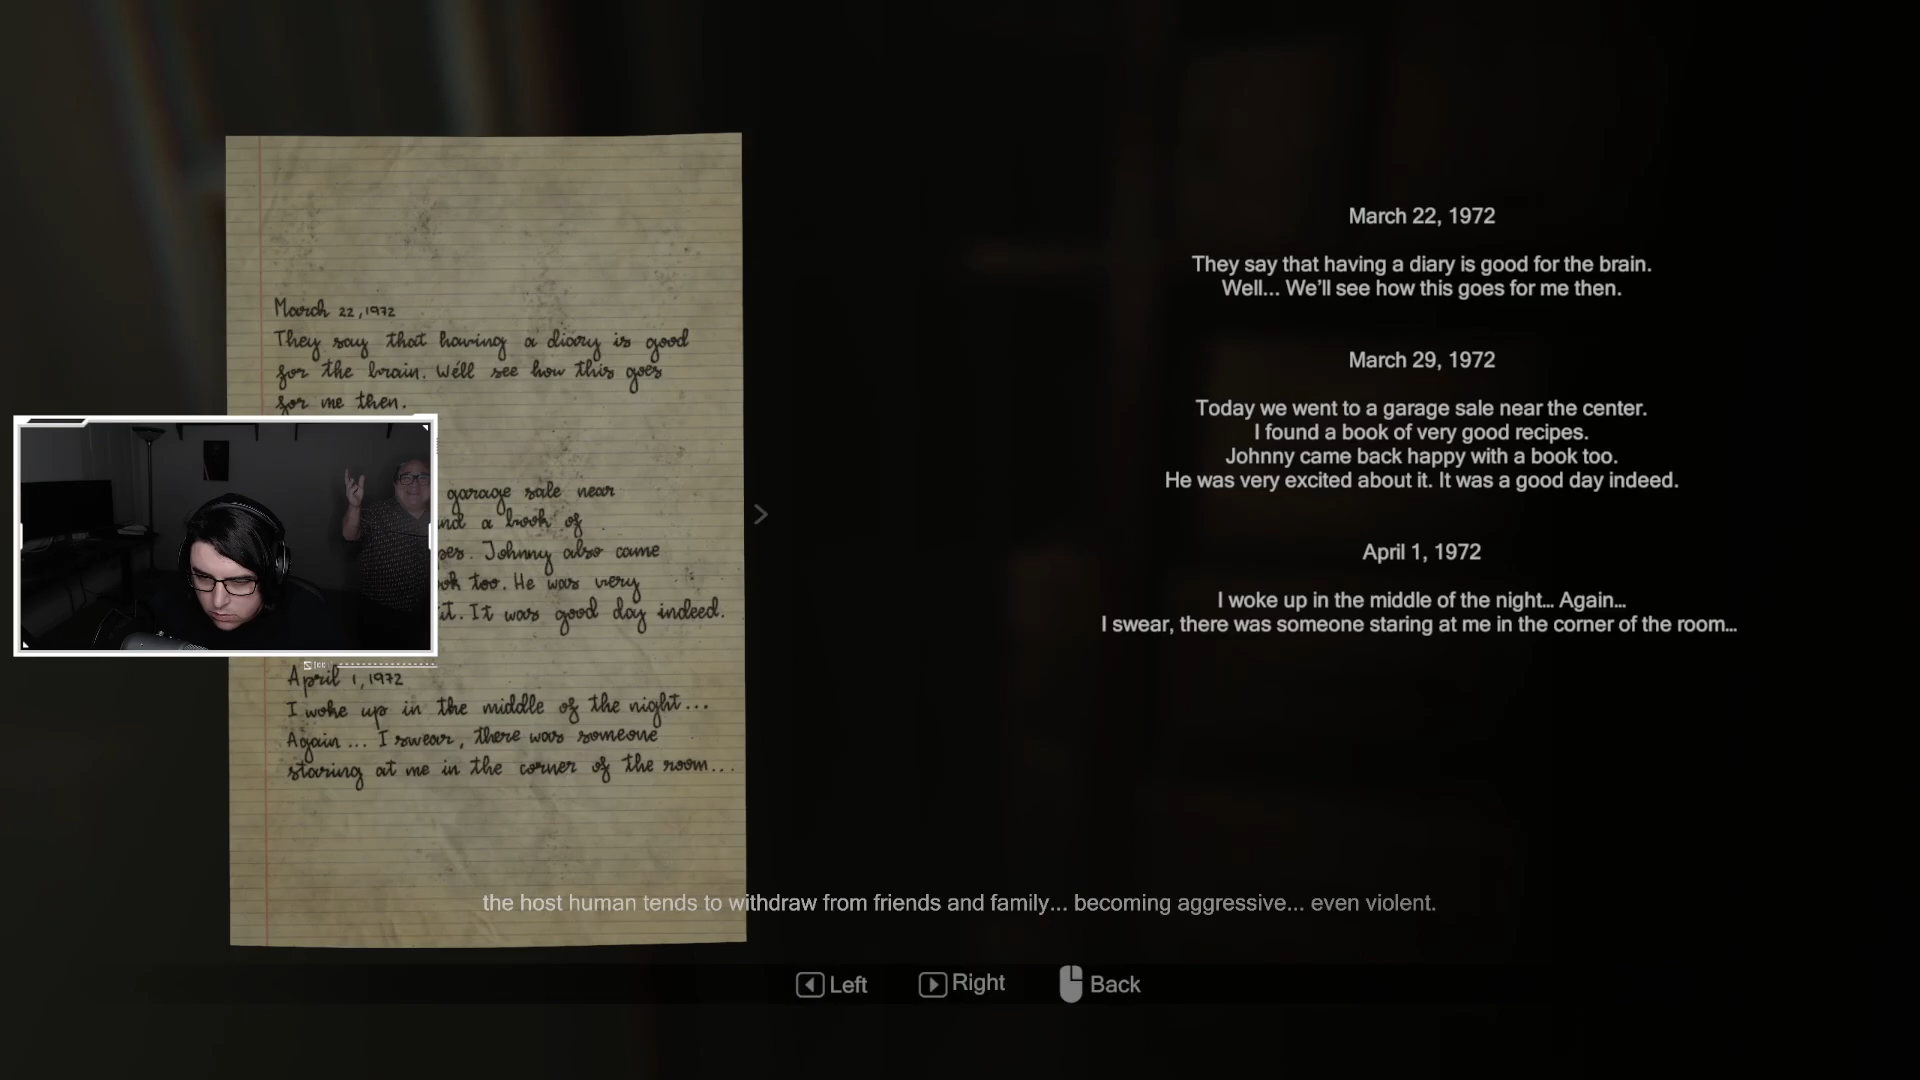 March 22, 1972
They say that having a diary is good
for the brain. We'll see how this goes
for me then.
garage sale near
a book of
Johnny also came
too. He was very
it. It was good day indeed.
April 1, 1972
I woke up in the middle of the night...
Again... I swear, there was someone
staring at me in the corner of the room...
March 22, 1972
They say that having a diary is good for the brain.
Well... We'll see how this goes for me then.
March 29, 1972
Today we went to a garage sale near the center.
I found a book of very good recipes.
Johnny came back happy with a book too.
He was very excited about it. It was a good day indeed.
April 1, 1972
I woke up in the middle of the night... Again...
I swear, there was someone staring at me in the corner of the room...
the host human tends to withdraw from friends and family... becoming aggressive... even violent.
Left
Right
Back